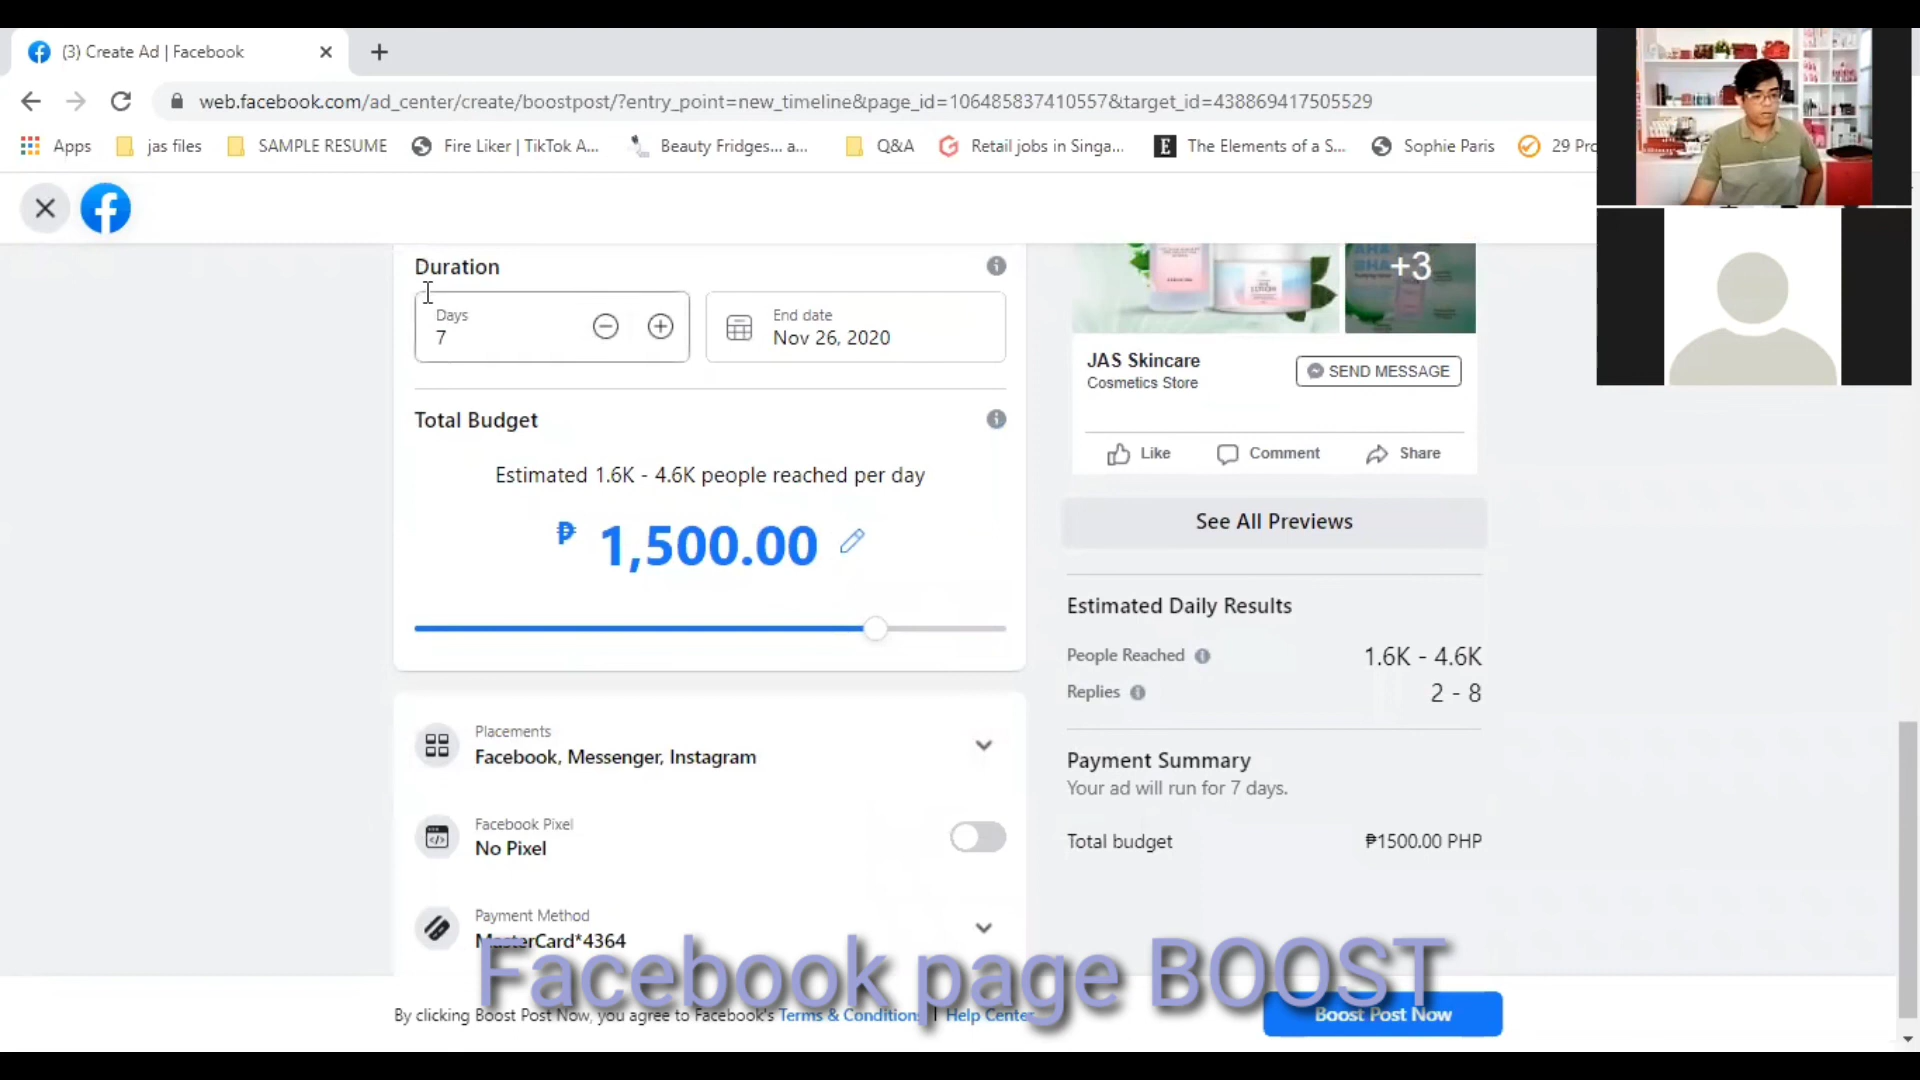 (3) Create Ad | Facebook
web.facebook.com/ad_center/create/boostpost/?entry_point=new_timeline&page_id=106485837410557&target_id=438869417505529
Apps
jas files
SAMPLE RESUME
Fire Liker | TikTok A...
Beauty Fridges... a...
Q&A
Retail jobs in Singa...
E
The Elements of a S...
Sophie Paris
29 Pro
Duration
Days
7
End date
Nov 26, 2020
Total Budget
Estimated 1.6K - 4.6K people reached per day
₱ 1,500.00
Placements
Facebook, Messenger, Instagram
Facebook Pixel
No Pixel
Payment Method
MasterCard*4364
AHA
BHA
+3
JAS Skincare
Cosmetics Store
SEND MESSAGE
Like
Comment
Share
See All Previews
Estimated Daily Results
People Reached
1.6K - 4.6K
Replies
2 - 8
Payment Summary
Your ad will run for 7 days.
Total budget
₱1500.00 PHP
Facebook page BOOST
By clicking Boost Post Now, you agree to Facebook's Terms & Conditions | Help Center
Boost Post Now